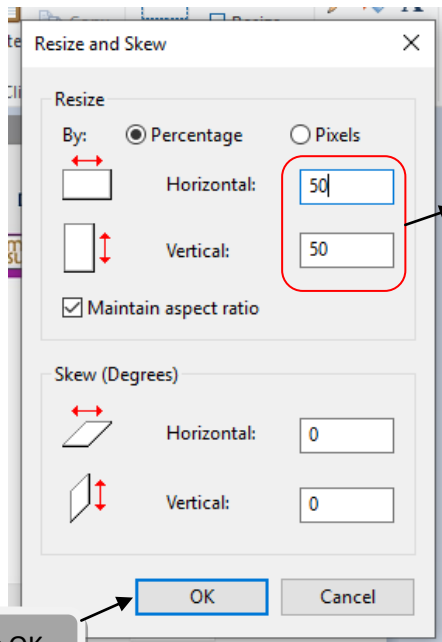 Resize and Skew
Resize
By: Percentage Pixels
Horizontal: 50
Vertical: 50
Maintain aspect ratio
Skew (Degrees)
Horizontal: 0
Vertical: 0
OK Cancel
OK